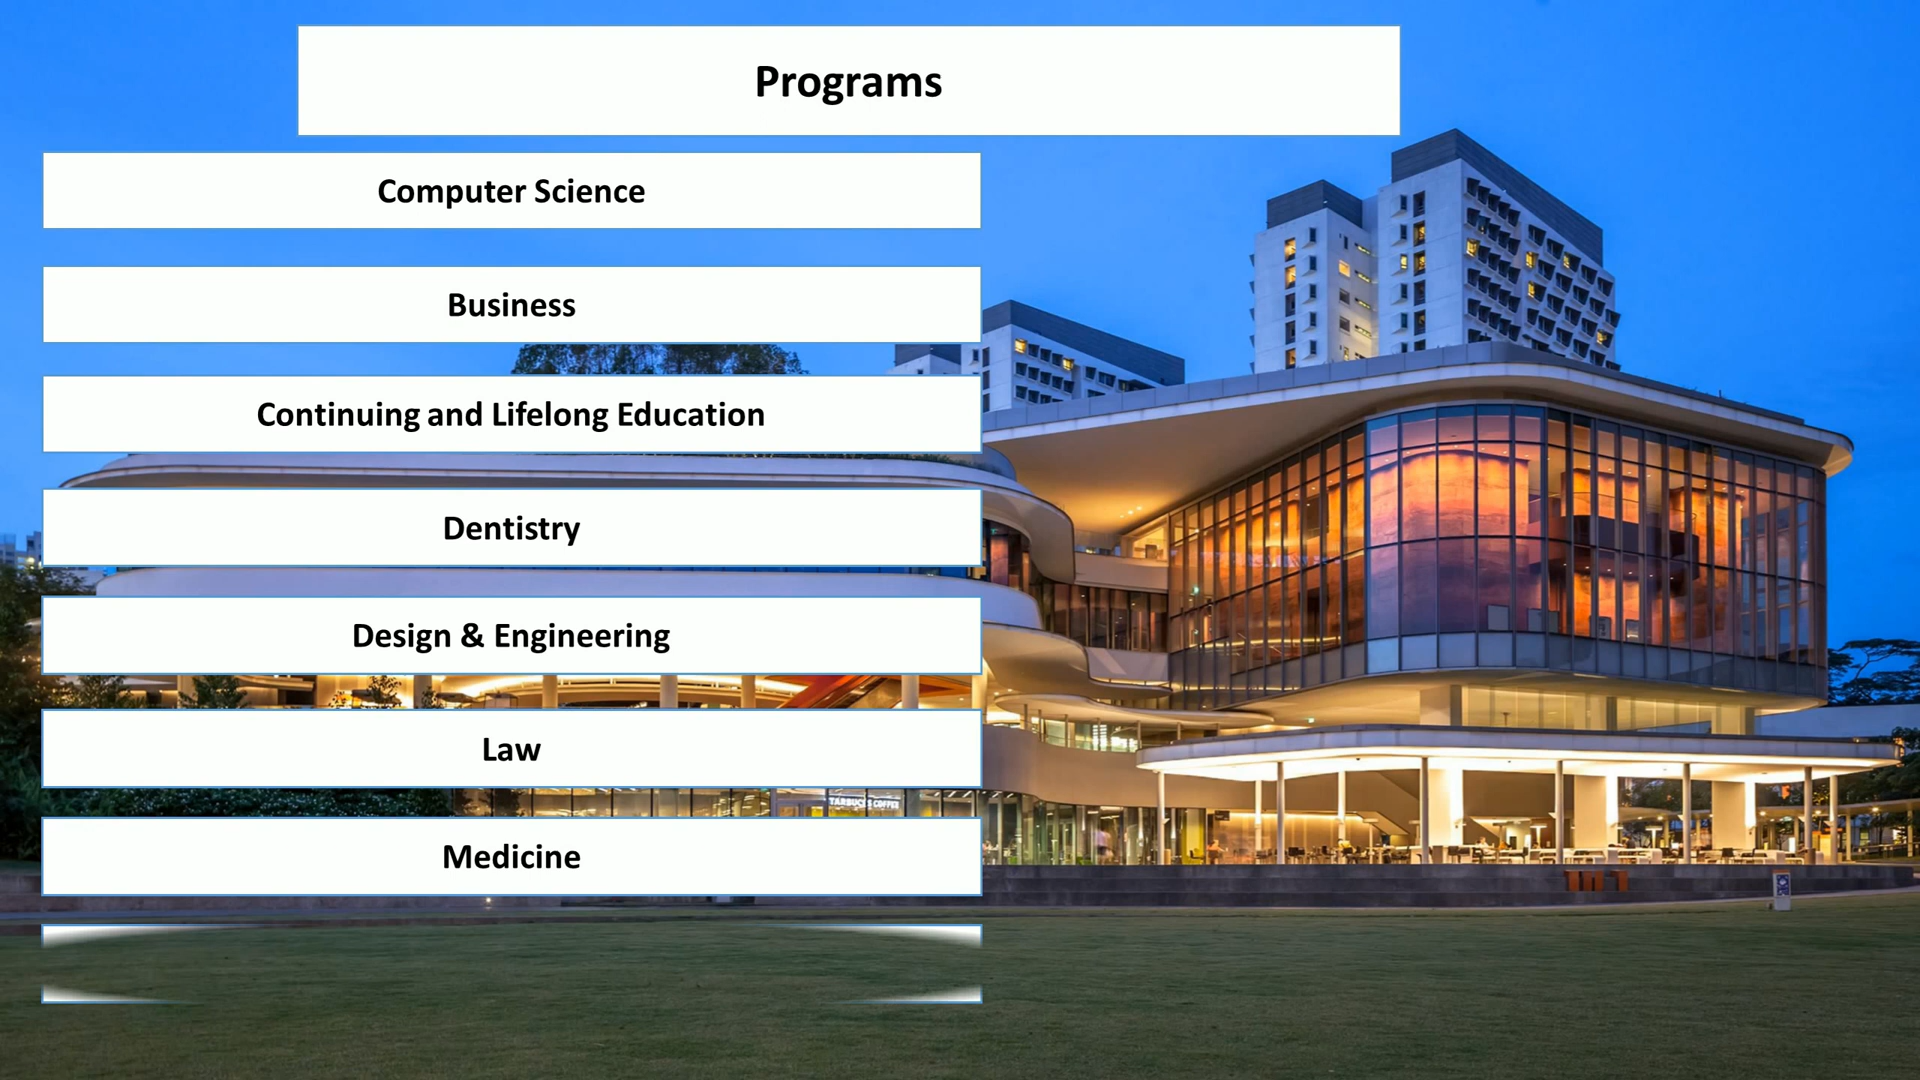 Programs
Computer Science
Business
Continuing and Lifelong Education
Dentistry
Design & Engineering
Law
Medicine